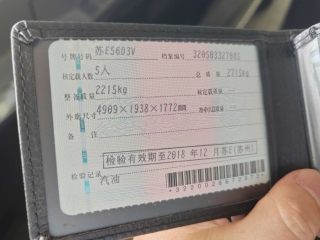 号牌号码 苏E56D3V 档案编号 320503327885
核定载人数 5人 总质量 2715kg
整备质量 2215kg 核定载质量 --
外廓尺寸 4909×1938×1772mm 准牵引总质量 --
备注
检验有效期至2018年12月苏E(苏州)
检验记录
汽油